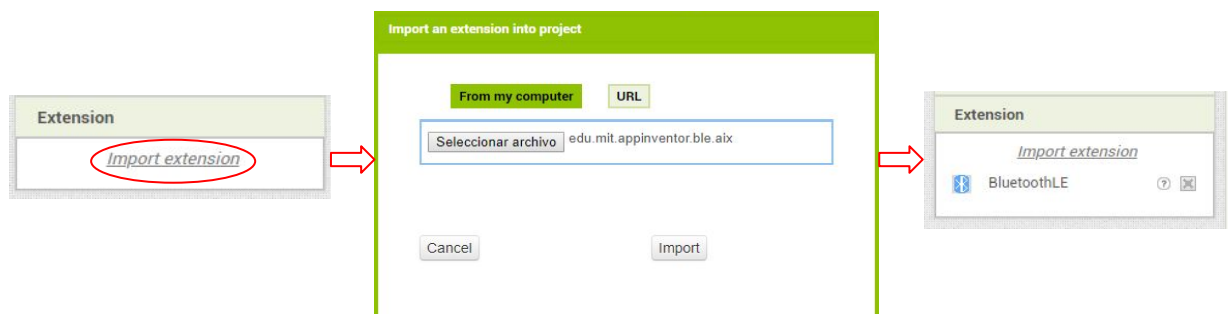 Extension
Import extension
Import an extension into project
From my computer
URL
Seleccionar archivo edu.mit.appinventor.ble.aix
Cancel
Import
Extension
Import extension
BluetoothLE ?